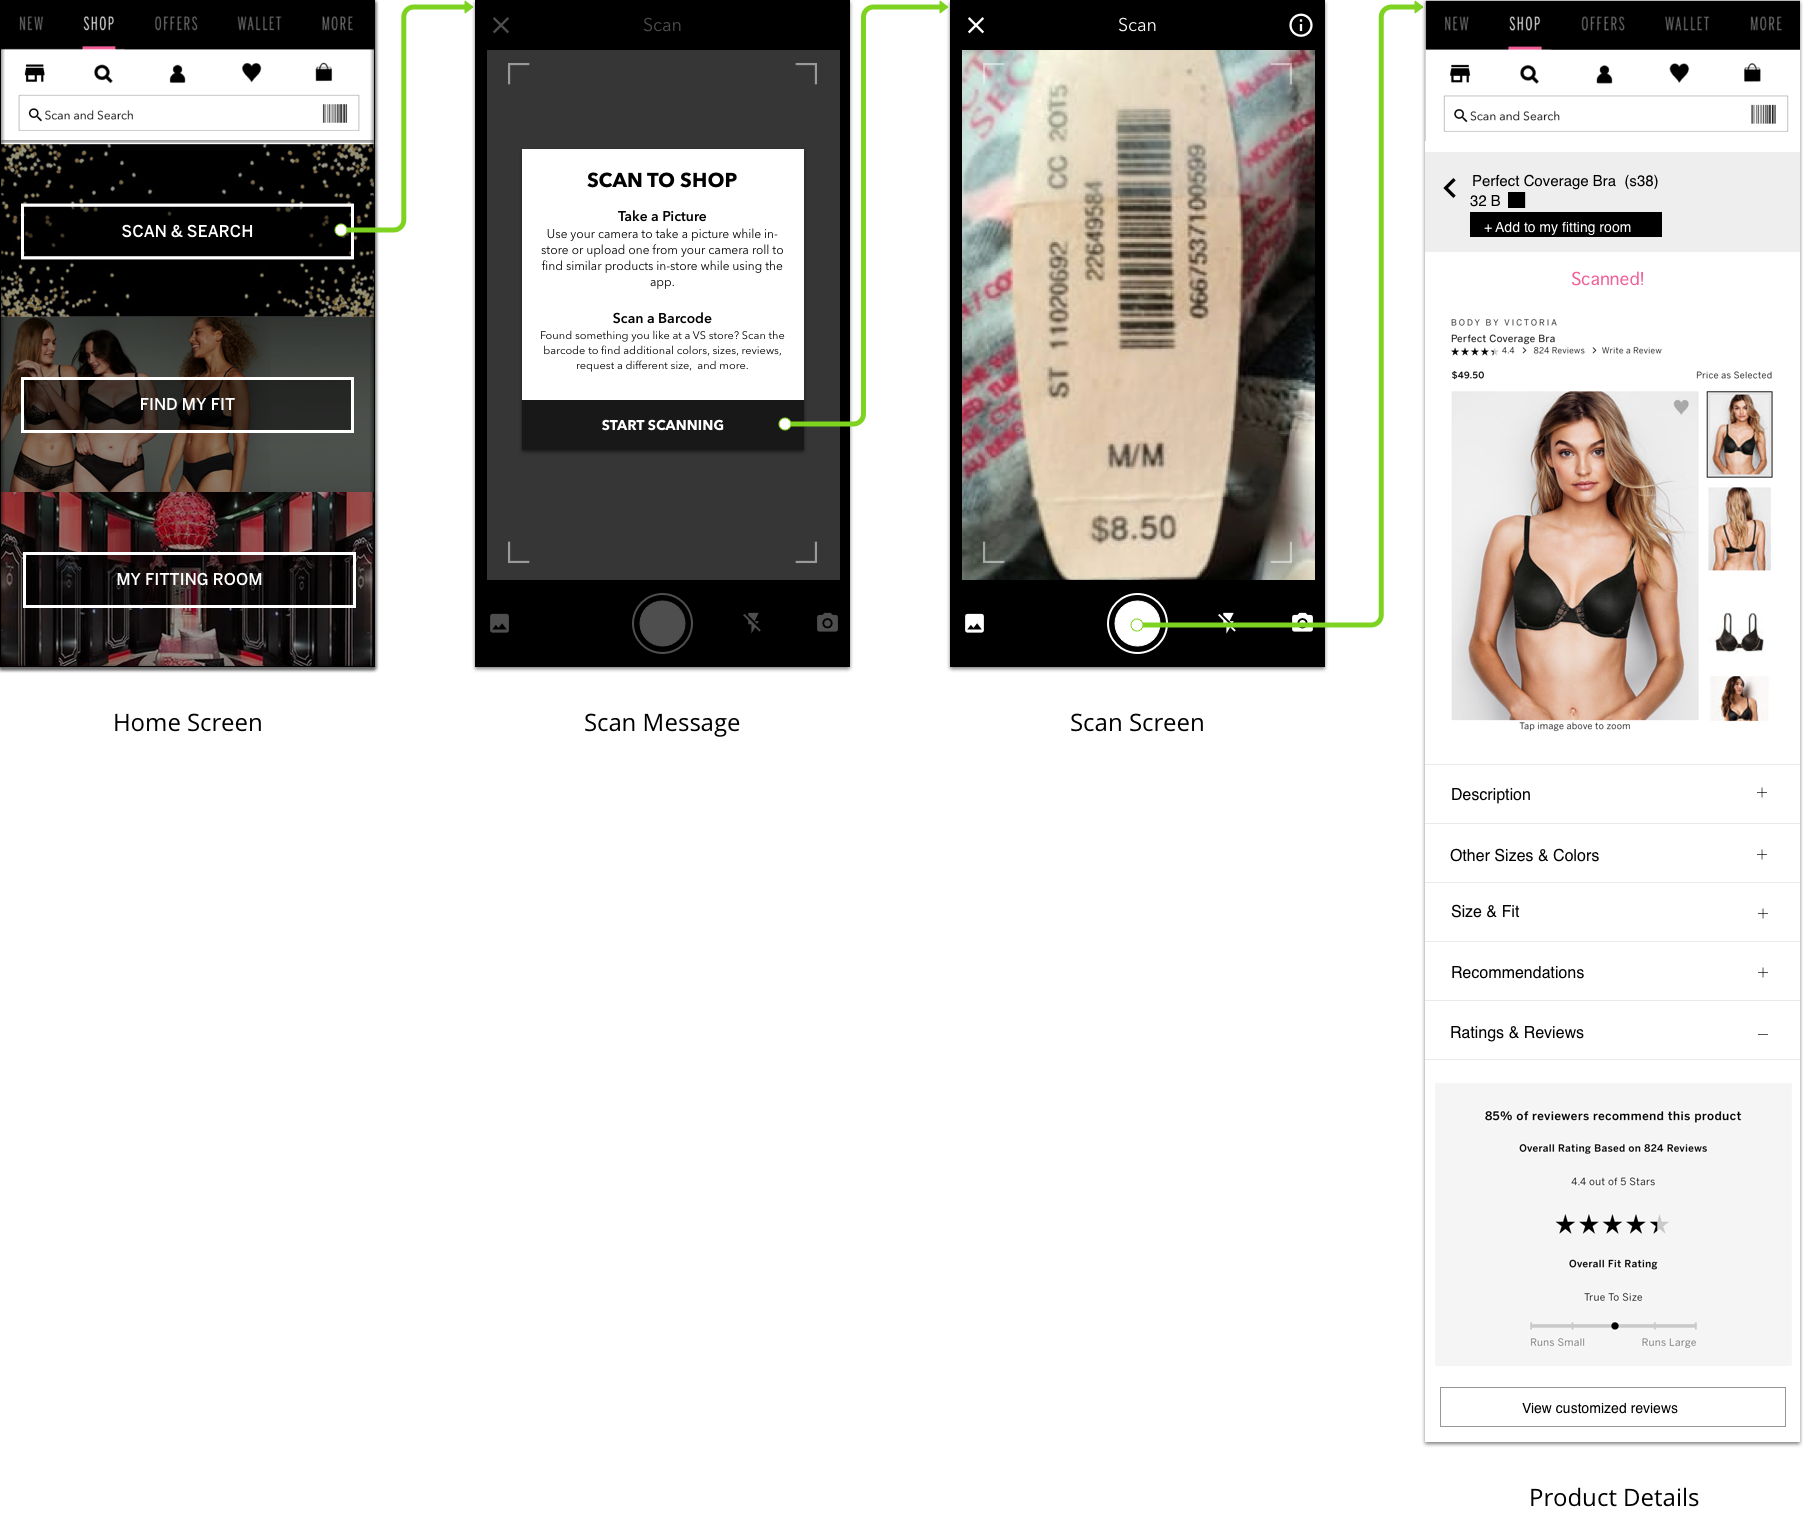 NEW SHOP OFFERS WALLET MORE
Scan and Search
SCAN & SEARCH
FIND MY FIT
MY FITTING ROOM
Home Screen
Scan
SCAN TO SHOP
Take a Picture
Use your camera to take a picture while in-
store or upload one from your camera roll to
find similar products in-store while using the
app.
Scan a Barcode
Found something you like at a VS store? Scan the
barcode to find additional colors, sizes, reviews,
request a different size, and more.
START SCANNING
Scan Message
Scan
ST 11020692 CC 20T5
22649584
0667537100599
M/M
$8.50
Scan Screen
NEW SHOP OFFERS WALLET MORE
Scan and Search
Perfect Coverage Bra (s38)
32 B
+ Add to my fitting room
Scanned!
BODY BY VICTORIA
Perfect Coverage Bra
4.4 > 824 Reviews > Write a Review
$49.50 Price as Selected
Tap image above to zoom
Description +
Other Sizes & Colors +
Size & Fit +
Recommendations +
Ratings & Reviews –
85% of reviewers recommend this product
Overall Rating Based on 824 Reviews
4.4 out of 5 Stars
Overall Fit Rating
True To Size
Runs Small Runs Large
View customized reviews
Product Details